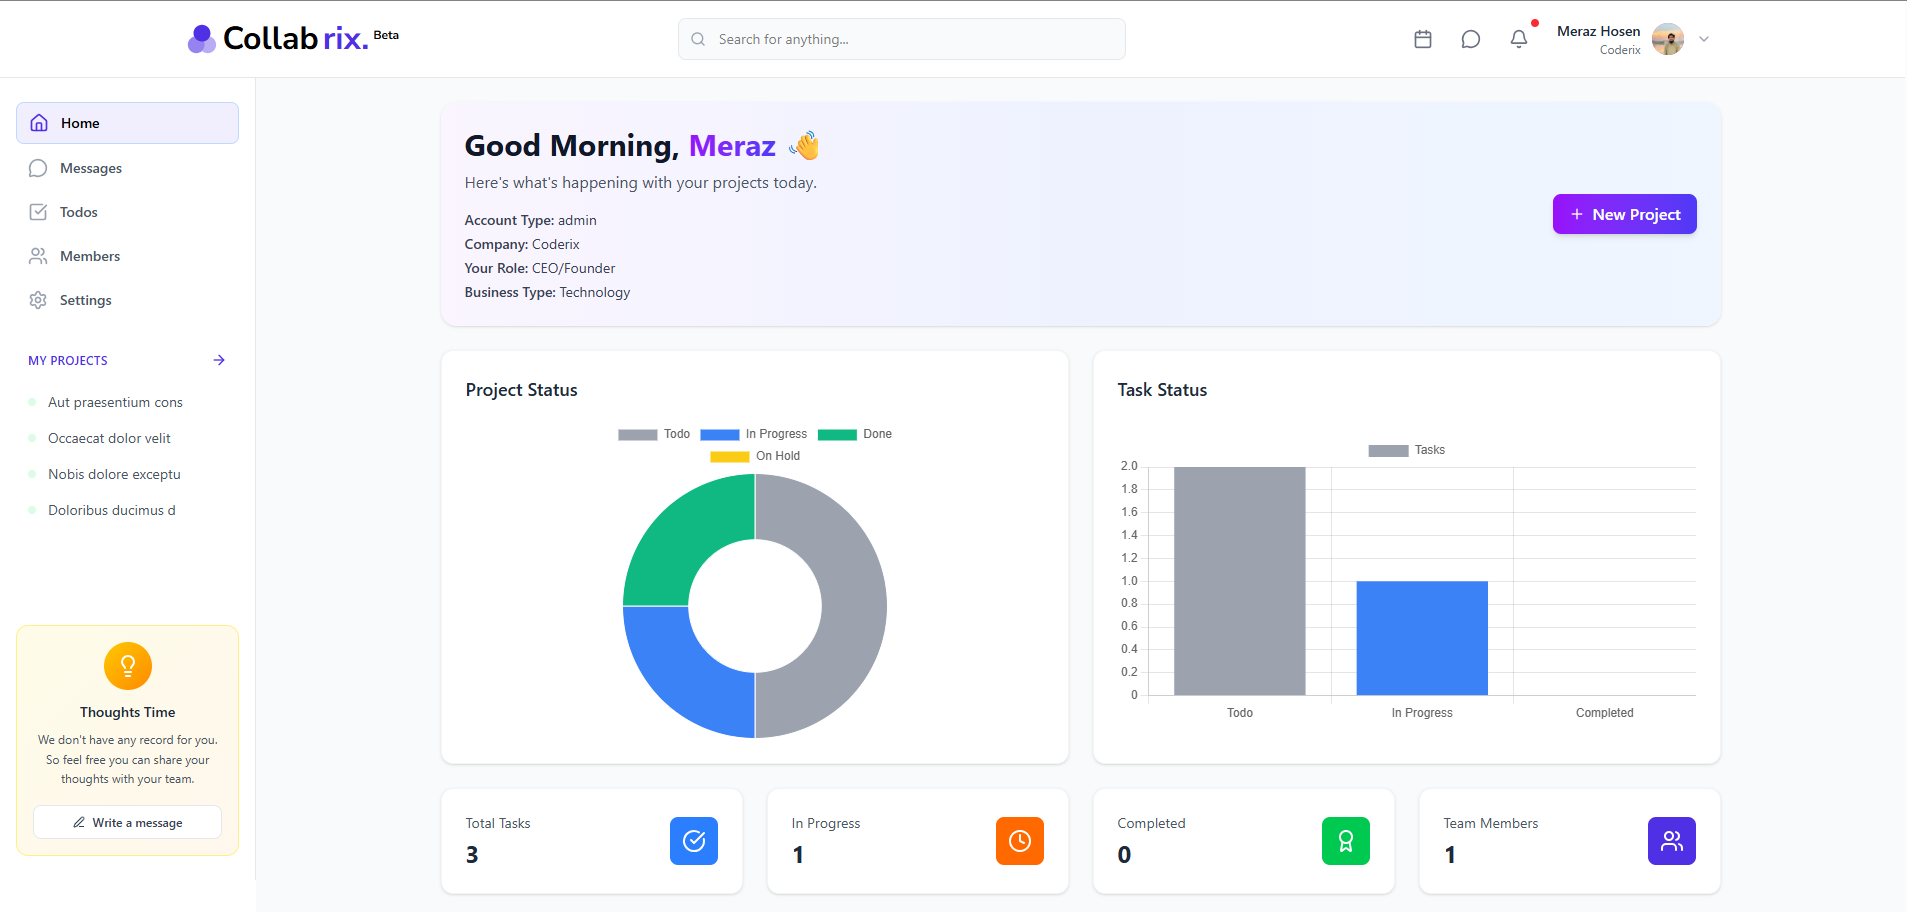 Collabrix. Beta
Search for anything...
Meraz Hosen
Coderix
Home
Messages
Todos
Members
Settings
MY PROJECTS
Aut praesentium cons
Occaecat dolor velit
Nobis dolore exceptu
Doloribus ducimus d
Thoughts Time
We don't have any record for you.
So feel free you can share your
thoughts with your team.
Write a message
Good Morning, Meraz 👋
Here's what's happening with your projects today.
Account Type: admin
Company: Coderix
Your Role: CEO/Founder
Business Type: Technology
+ New Project
Project Status
Todo In Progress Done
On Hold
Task Status
Tasks
2.0
1.8
1.6
1.4
1.2
1.0
0.8
0.6
0.4
0.2
0
Todo In Progress Completed
Total Tasks
3
In Progress
1
Completed
0
Team Members
1